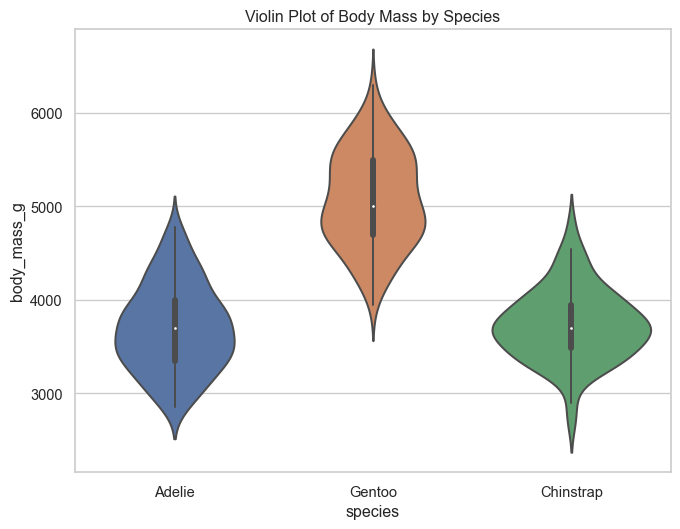 Violin Plot of Body Mass by Species
body_mass_g
6000
5000
4000
3000
Adelie Gentoo Chinstrap
species